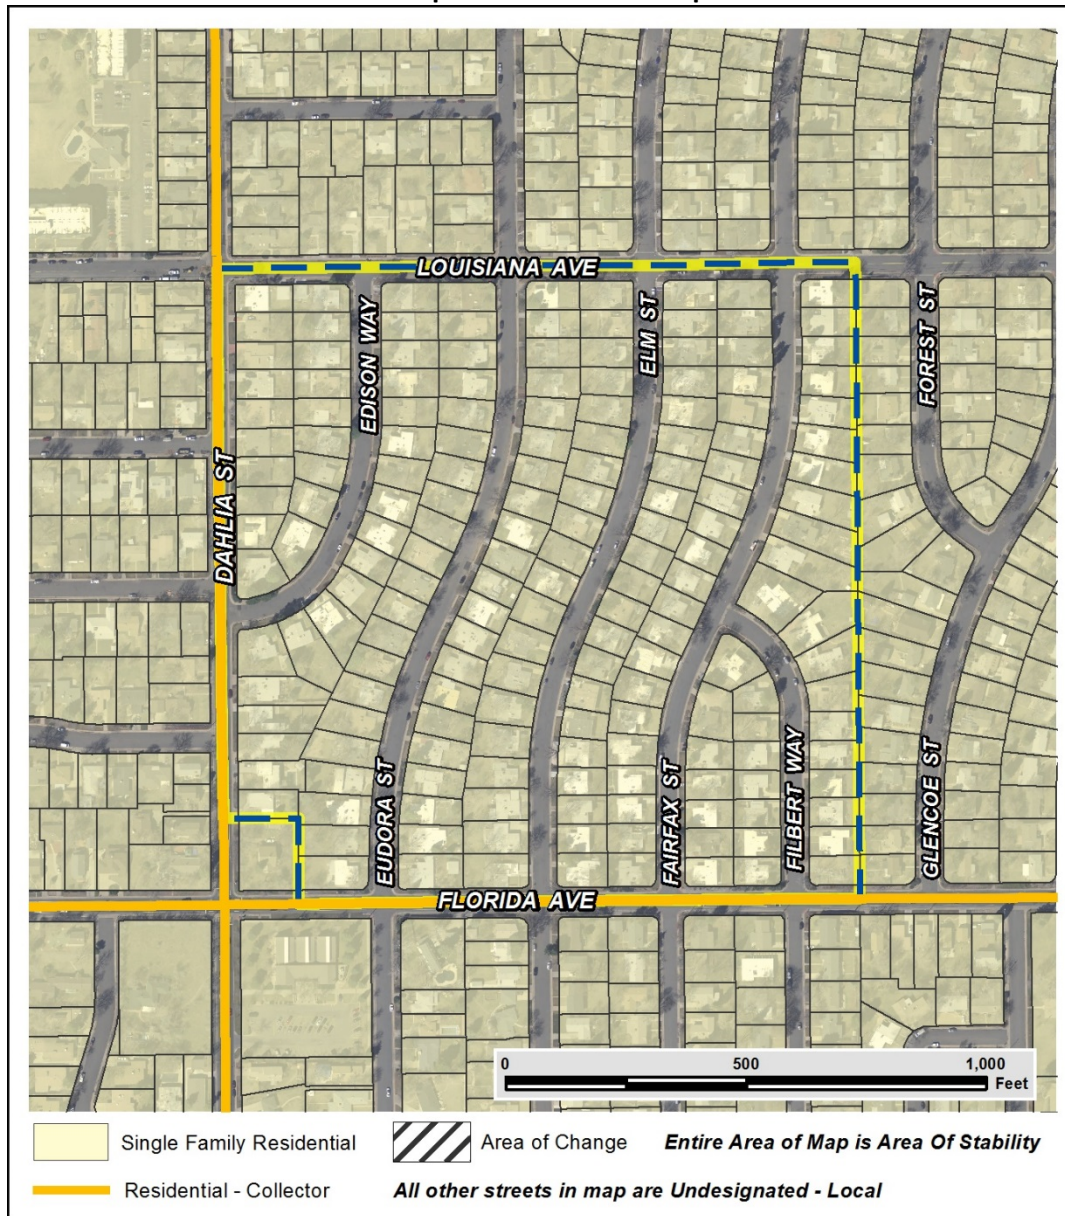 LOUISIANA AVE
EDISON WAY
ELM ST
FOREST ST
DAHLIA ST
EUDORA ST
FAIRFAX ST
FILBERT WAY
GLENCOE ST
FLORIDA AVE
0 500 1,000
Feet
Single Family Residential Area of Change Entire Area of Map is Area Of Stability
Residential - Collector All other streets in map are Undesignated - Local